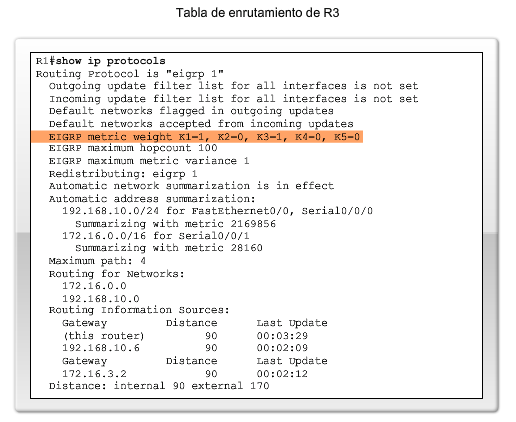 Tabla de enrutamiento de R3
R1#show ip protocols
Routing Protocol is "eigrp 1"
Outgoing update filter list for all interfaces is not set
Incoming update filter list for all interfaces is not set
Default networks flagged in outgoing updates
Default networks accepted from incoming updates
EIGRP metric weight K1=1, K2=0, K3=1, K4=0, K5=0
EIGRP maximum hopcount 100
EIGRP maximum metric variance 1
Redistributing: eigrp 1
Automatic network summarization is in effect
Automatic address summarization:
192.168.10.0/24 for FastEthernet0/0, Serial0/0/0
Summarizing with metric 2169856
172.16.0.0/16 for Serial0/0/1
Summarizing with metric 28160
Maximum path: 4
Routing for Networks:
172.16.0.0
192.168.10.0
Routing Information Sources:
Gateway Distance Last Update
(this router) 90 00:03:29
192.168.10.6 90 00:02:09
Gateway Distance Last Update
172.16.3.2 90 00:02:12
Distance: internal 90 external 170